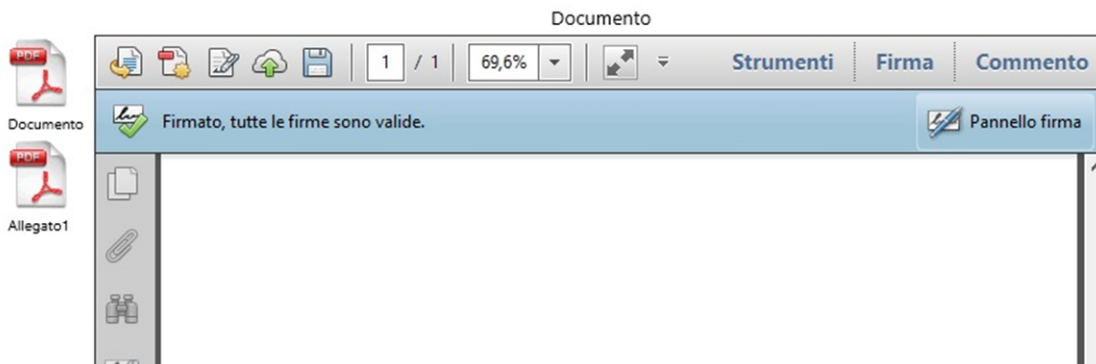 Documento
PDF
Documento
PDF
Allegato1
1 / 1 69,6% Strumenti Firma Commento
Firmato, tutte le firme sono valide. Pannello firma